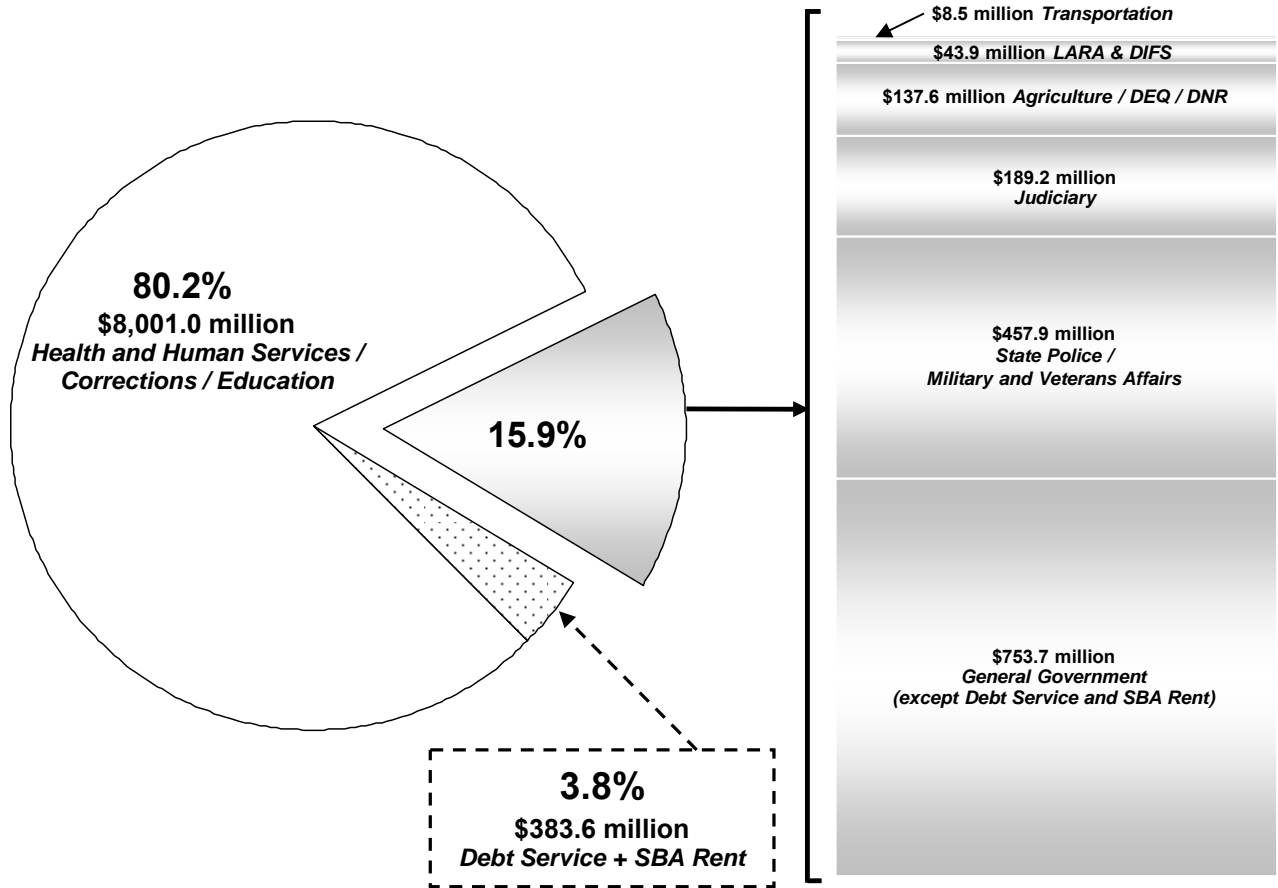 80.2%
$8,001.0 million
Health and Human Services /
Corrections / Education
15.9%
3.8%
$383.6 million
Debt Service + SBA Rent
$8.5 million Transportation
$43.9 million LARA & DIFS
$137.6 million Agriculture / DEQ / DNR
$189.2 million
Judiciary
$457.9 million
State Police /
Military and Veterans Affairs
$753.7 million
General Government
(except Debt Service and SBA Rent)